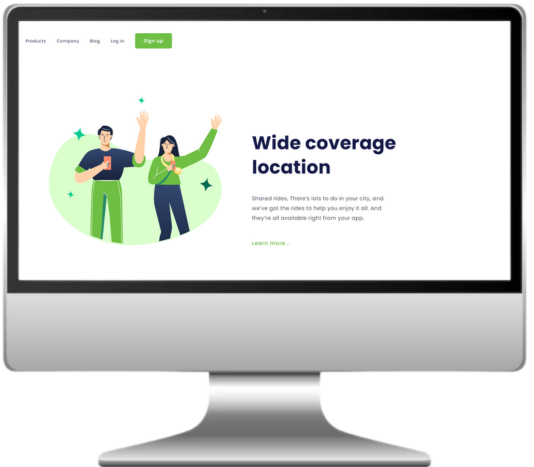 Products Company Blog Log in Sign up
Wide coverage
location
Shared rides, There's lots to do in your city, and
we've got the rides to help you enjoy it all. And
they're all available right from your app.
Learn more...